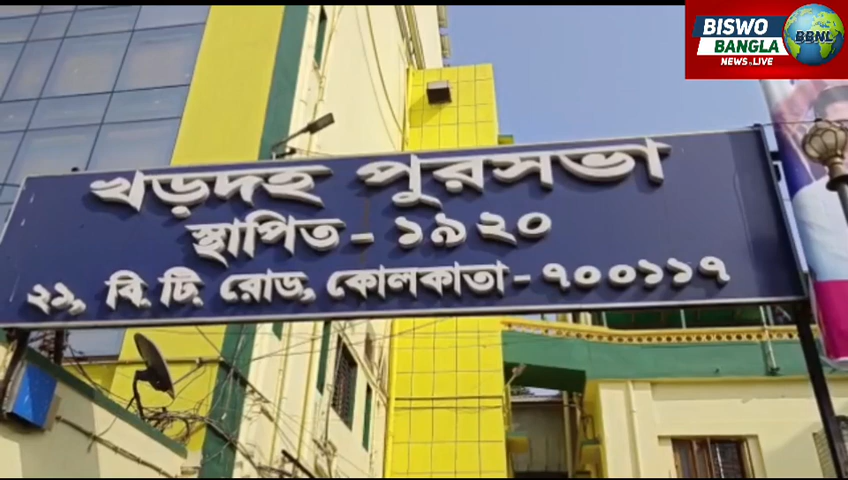 BISWO
BANGLA
NEWS LIVE
BBNL
খড়দহ পুরসভা
স্থাপিত - ১৯২০
২১, বি. টি. রোড, কোলকাতা - ৭০০১১৭